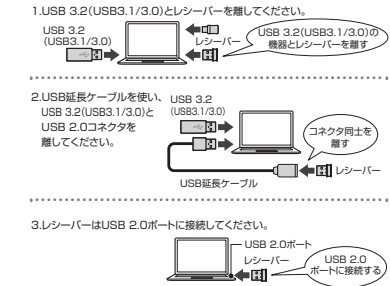 1.USB 3.2(USB3.1/3.0)とレシーバーを離してください。
USB 3.2
(USB3.1/3.0)
レシーバー
USB 3.2(USB3.1/3.0)の
機器とレシーバーを離す
2.USB延長ケーブルを使い、
USB 3.2(USB3.1/3.0)と
USB 2.0コネクタを
離してください。
USB 3.2
(USB3.1/3.0)
コネクタ同士を
離す
レシーバー
USB延長ケーブル
3.レシーバーはUSB 2.0ポートに接続してください。
USB 2.0ポート
レシーバー
USB 2.0
ポートに接続する